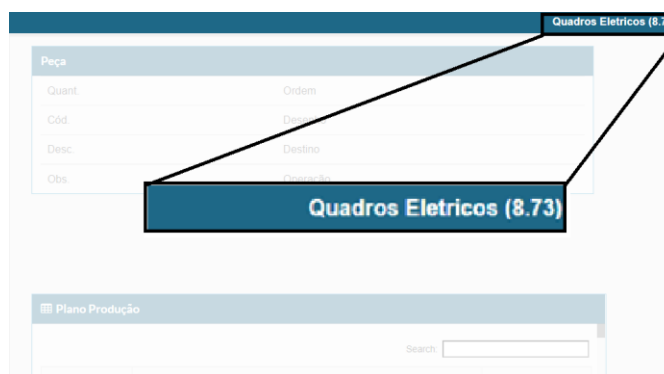 Quadros Eletricos (8.7
Peça
Quant. Ordem
Cód. Desenho
Desc. Destino
Obs. Operação
Quadros Eletricos (8.73)
Plano Produção
Search: